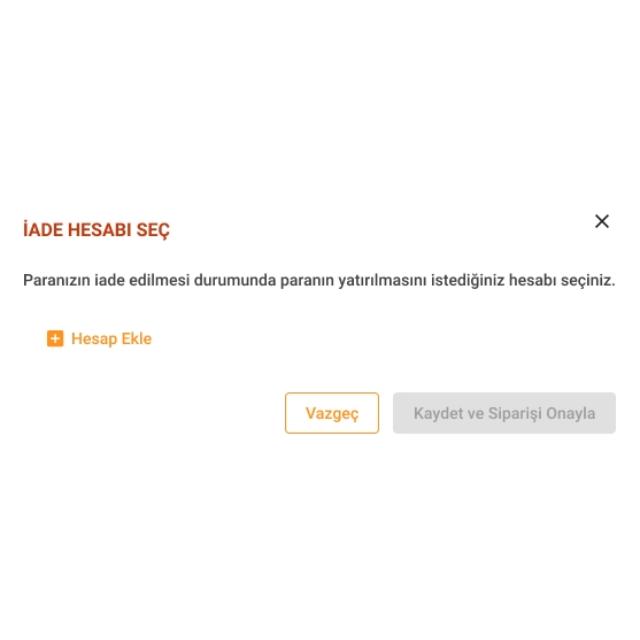 İADE HESABI SEÇ
Paranızın iade edilmesi durumunda paranın yatırılmasını istediğiniz hesabı seçiniz.
Hesap Ekle
Vazgeç
Kaydet ve Siparişi Onayla